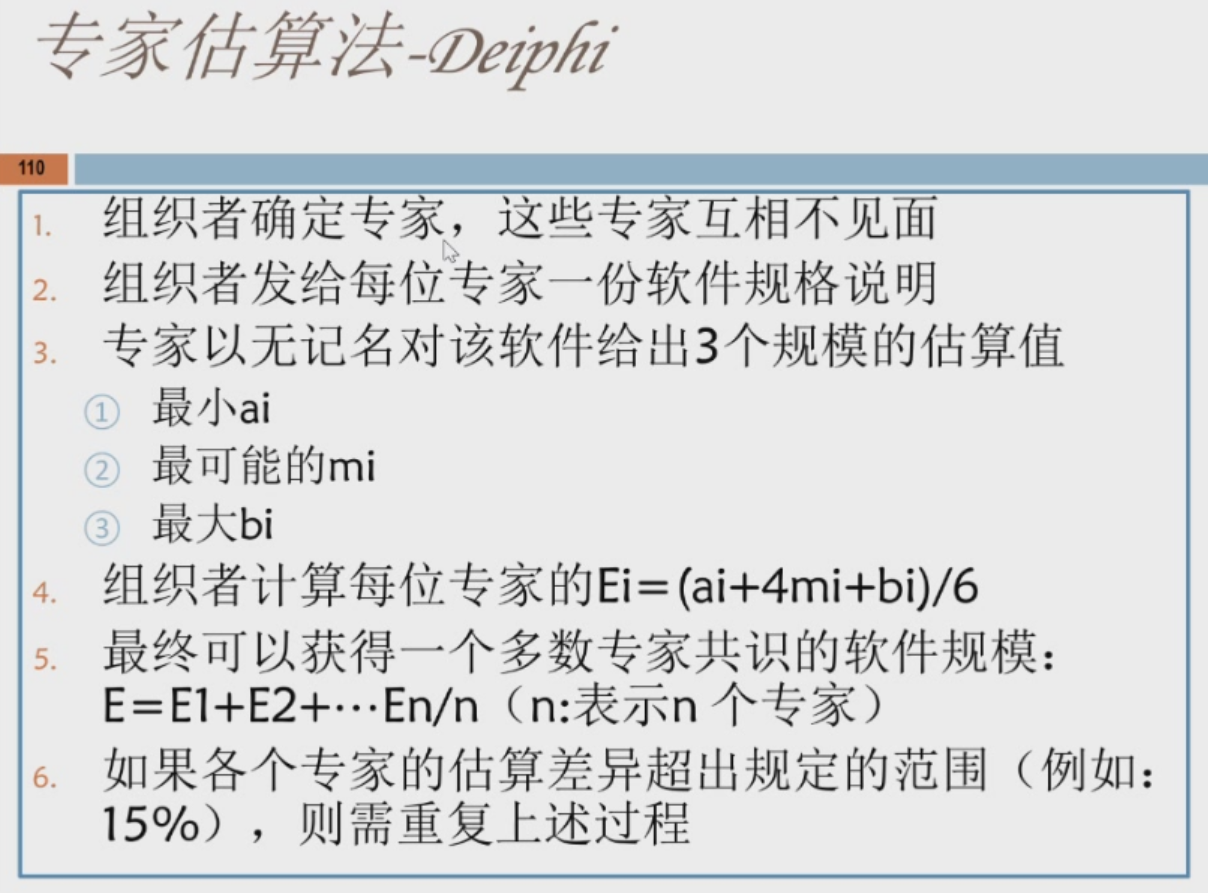 专家估算法-Deiphi
110
1. 组织者确定专家，这些专家互相不见面
2. 组织者发给每位专家一份软件规格说明
3. 专家以无记名对该软件给出3个规模的估算值
① 最小ai
② 最可能的mi
③ 最大bi
4. 组织者计算每位专家的Ei=(ai+4mi+bi)/6
5. 最终可以获得一个多数专家共识的软件规模：
E=E1+E2+⋯En/n（n:表示n 个专家）
6. 如果各个专家的估算差异超出规定的范围（例如：
15%），则需重复上述过程